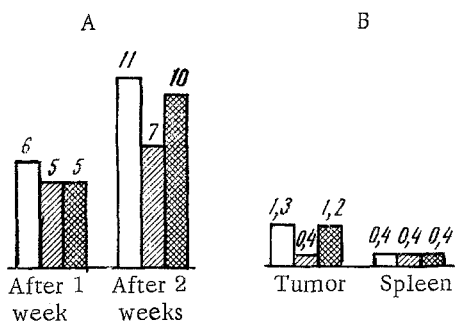 A
B
11
10
6
7
5 5
1,3
1,2
0,4
0,4 0,4 0,4
After 1
week
After 2
weeks
Tumor
Spleen